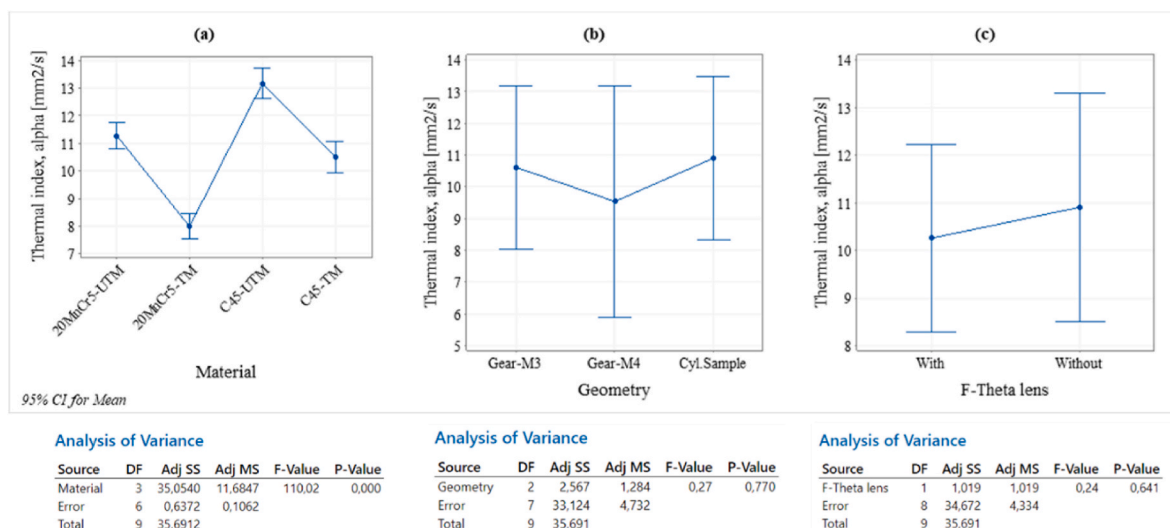 (a)
Thermal index, alpha [mm2/s]
14
13
12
11
10
9
8
7
20MnCr5-UTM
20MnCr5-TM
C45-UTM
C45-TM
Material
95% CI for Mean
(b)
Thermal index, alpha [mm2/s]
14
13
12
11
10
9
8
7
6
5
Gear-M3 Gear-M4 Cyl.Sample
Geometry
(c)
Thermal index, alpha [mm2/s]
14
13
12
11
10
9
8
With Without
F-Theta lens
Analysis of Variance
Source DF Adj SS Adj MS F-Value P-Value
Material 3 35,0540 11,6847 110,02 0,000
Error 6 0,6372 0,1062
Total 9 35,6912
Analysis of Variance
Source DF Adj SS Adj MS F-Value P-Value
Geometry 2 2,567 1,284 0,27 0,770
Error 7 33,124 4,732
Total 9 35,691
Analysis of Variance
Source DF Adj SS Adj MS F-Value P-Value
F-Theta lens 1 1,019 1,019 0,24 0,641
Error 8 34,672 4,334
Total 9 35,691